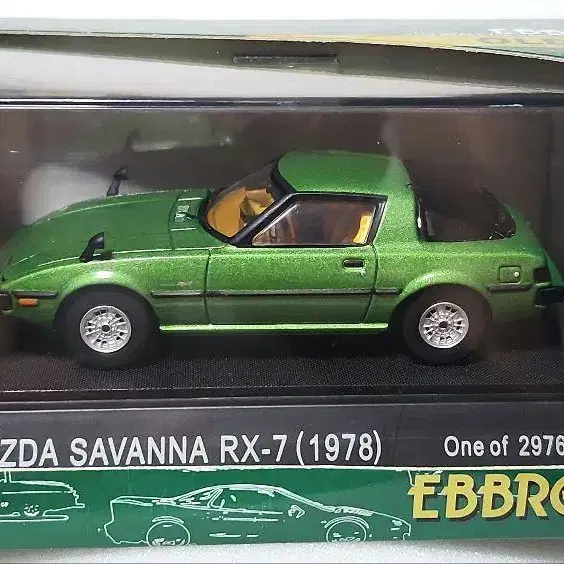 ZDA SAVANNA RX-7 (1978)
One of 2976
EBBRO